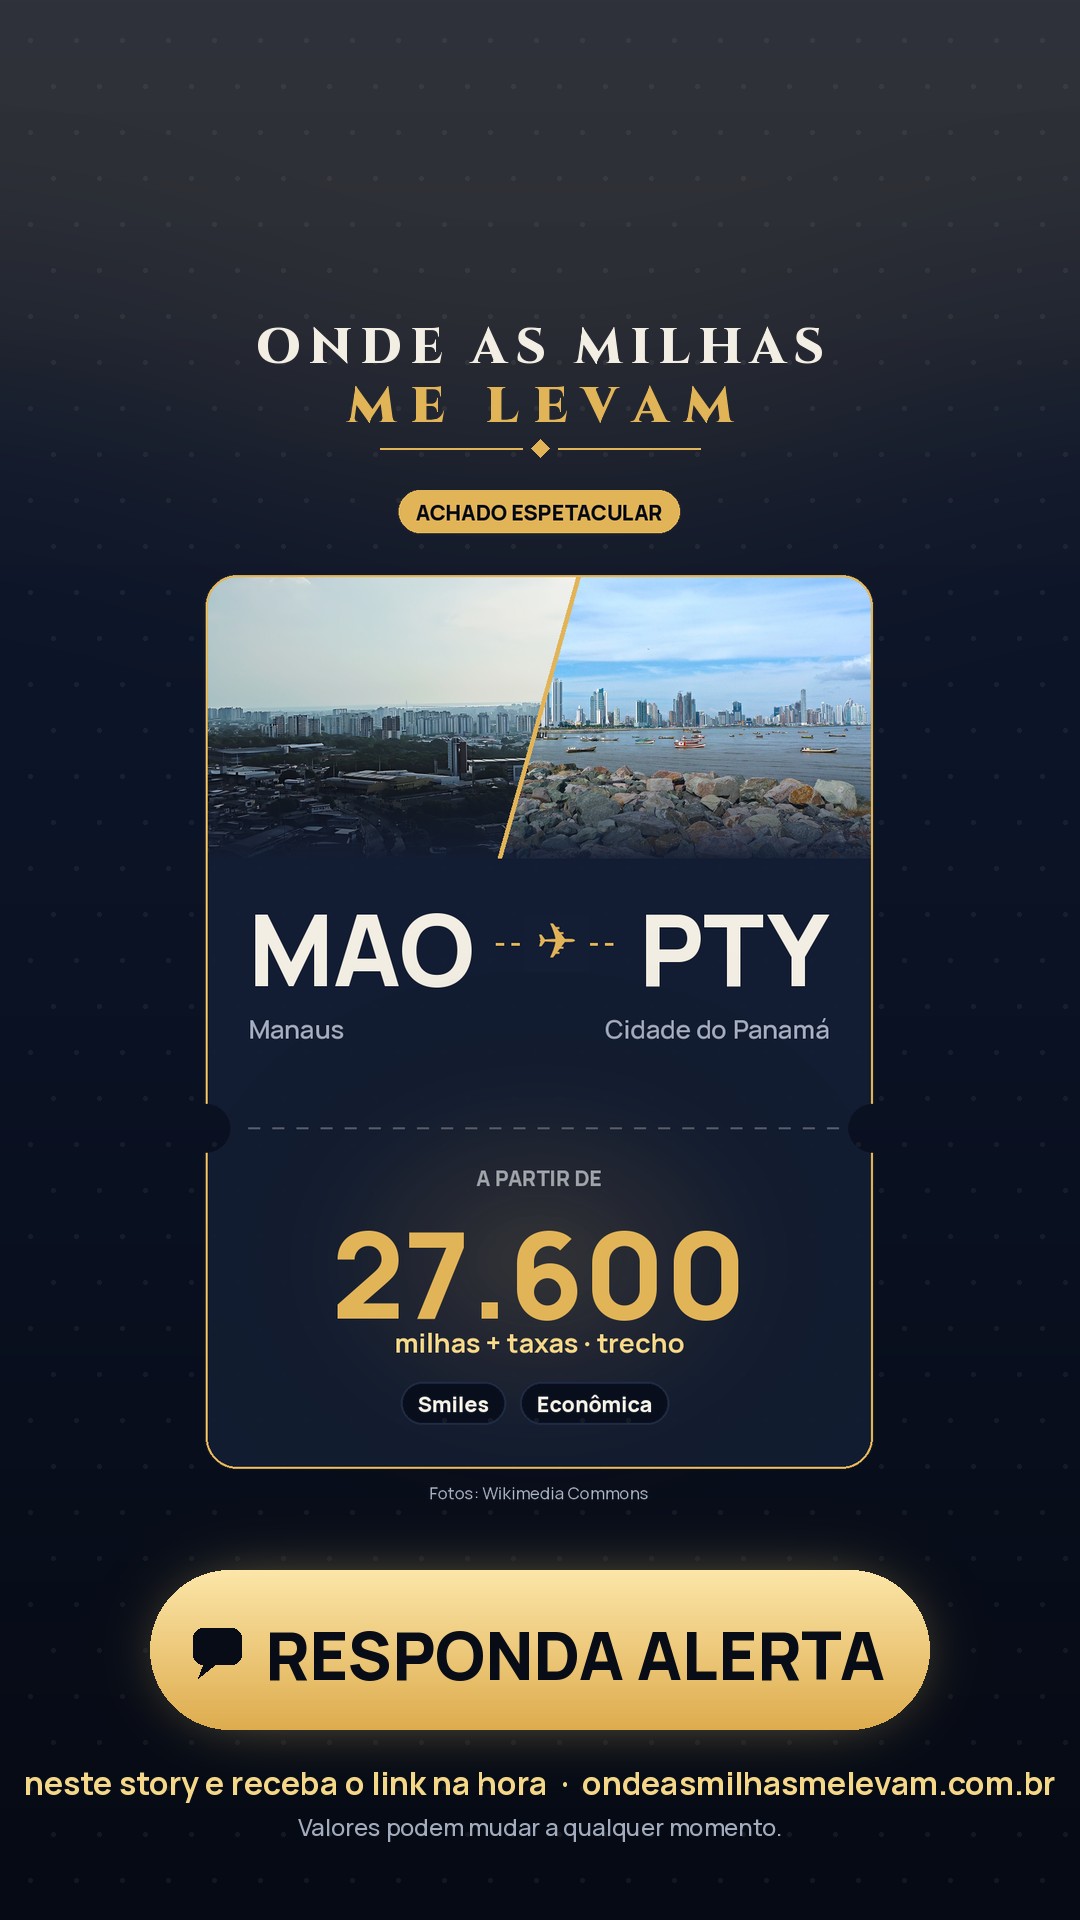 ONDE AS MILHAS
ME LEVAM
ACHADO ESPETACULAR
MAO -- ✈ -- PTY
Manaus Cidade do Panamá
A PARTIR DE
27.600
milhas + taxas · trecho
Smiles Econômica
Fotos: Wikimedia Commons
RESPONDA ALERTA
neste story e receba o link na hora · ondeasmilhasmelevam.com.br
Valores podem mudar a qualquer momento.